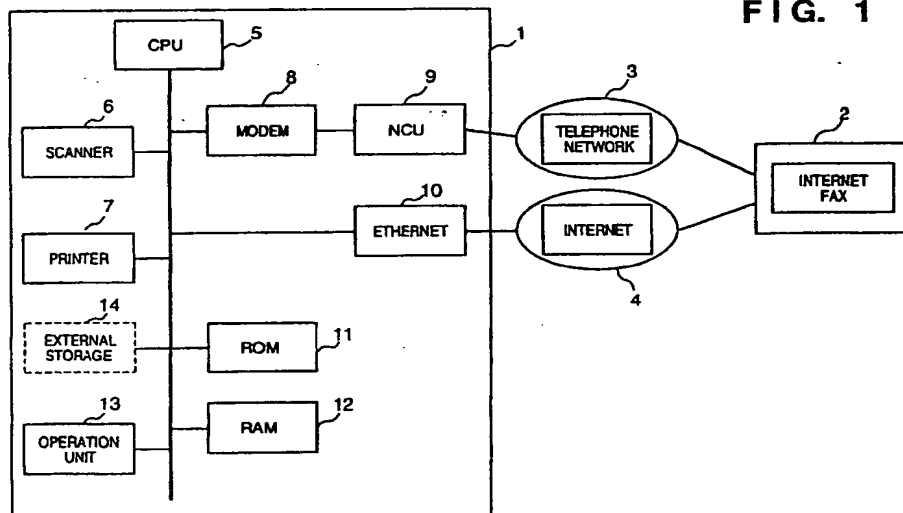 FIG. 1
CPU
5
1
6
SCANNER
8
MODEM
9
NCU
3
TELEPHONE
NETWORK
2
INTERNET
FAX
7
PRINTER
10
ETHERNET
INTERNET
4
14
EXTERNAL
STORAGE
ROM
11
13
OPERATION
UNIT
RAM
12